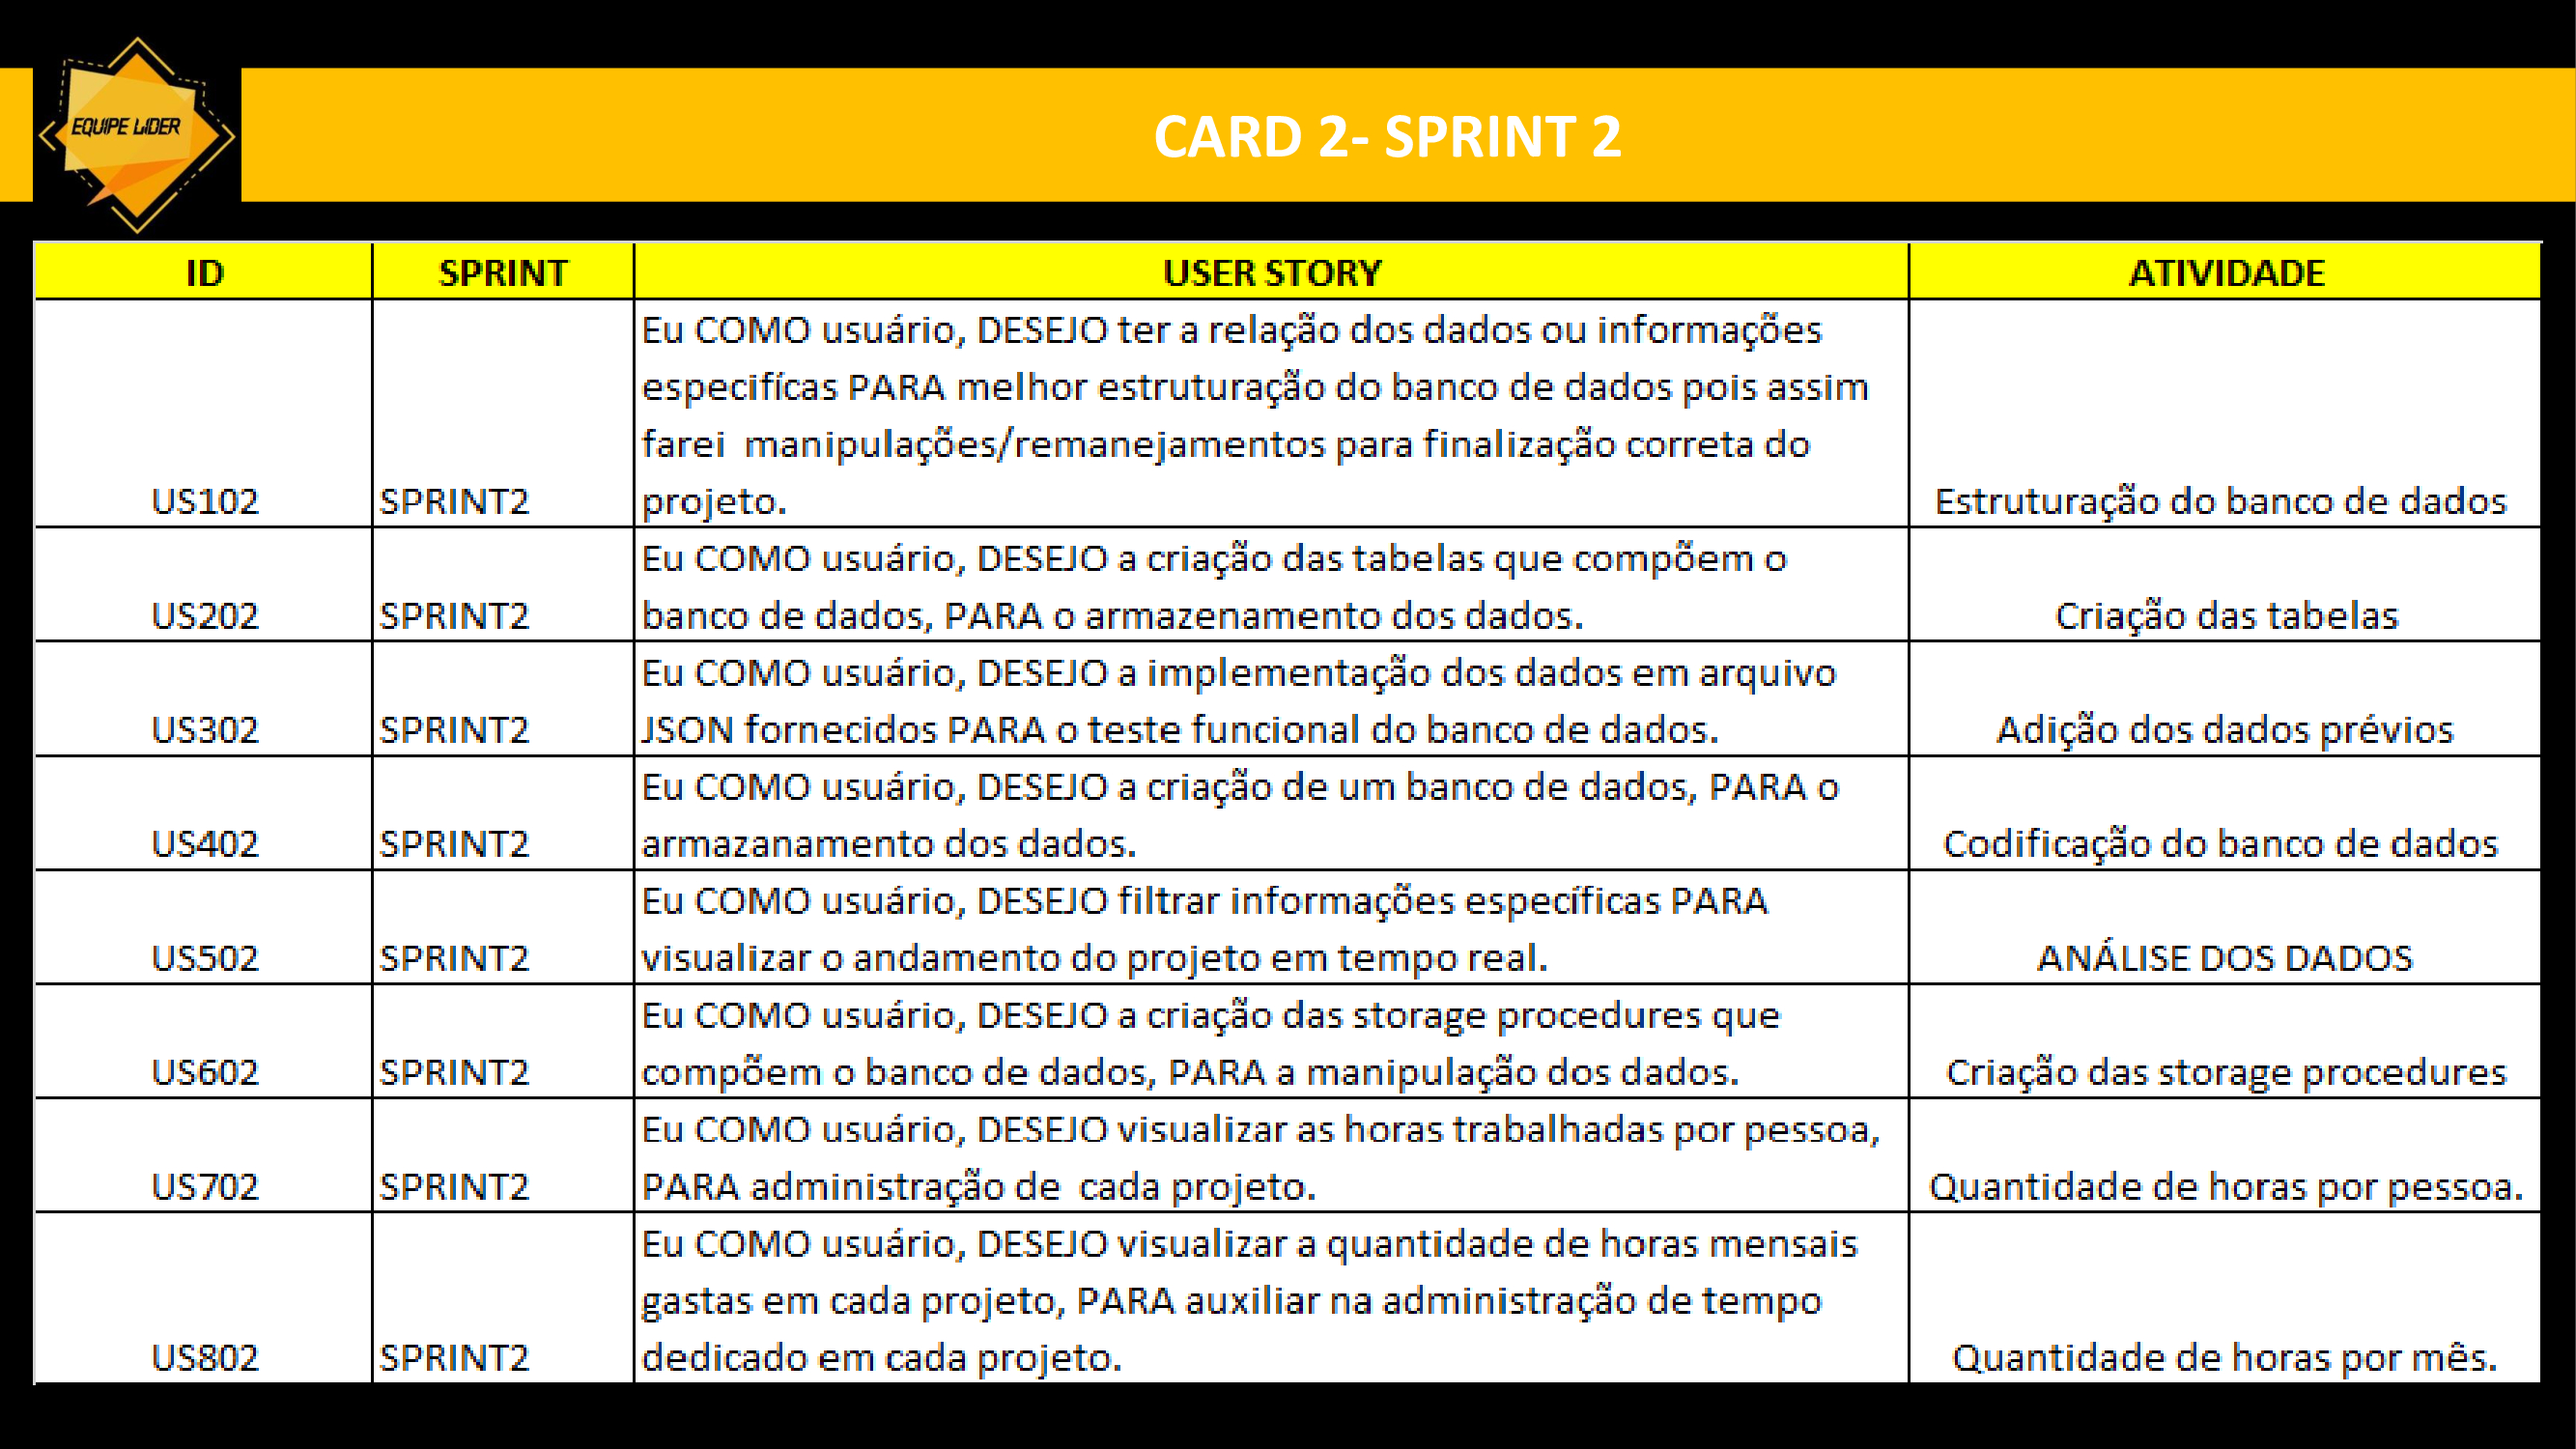 EQUIPE LIDER
CARD 2- SPRINT 2
ID SPRINT USER STORY ATIVIDADE
Eu COMO usuário, DESEJO ter a relação dos dados ou informações
especifícas PARA melhor estruturação do banco de dados pois assim
farei manipulações/remanejamentos para finalização correta do
US102 SPRINT2 projeto. Estruturação do banco de dados
Eu COMO usuário, DESEJO a criação das tabelas que compõem o
US202 SPRINT2 banco de dados, PARA o armazenamento dos dados. Criação das tabelas
Eu COMO usuário, DESEJO a implementação dos dados em arquivo
US302 SPRINT2 JSON fornecidos PARA o teste funcional do banco de dados. Adição dos dados prévios
Eu COMO usuário, DESEJO a criação de um banco de dados, PARA o
US402 SPRINT2 armazanamento dos dados. Codificação do banco de dados
Eu COMO usuário, DESEJO filtrar informações específicas PARA
US502 SPRINT2 visualizar o andamento do projeto em tempo real. ANÁLISE DOS DADOS
Eu COMO usuário, DESEJO a criação das storage procedures que
US602 SPRINT2 compõem o banco de dados, PARA a manipulação dos dados. Criação das storage procedures
Eu COMO usuário, DESEJO visualizar as horas trabalhadas por pessoa,
US702 SPRINT2 PARA administração de cada projeto. Quantidade de horas por pessoa.
Eu COMO usuário, DESEJO visualizar a quantidade de horas mensais
gastas em cada projeto, PARA auxiliar na administração de tempo
US802 SPRINT2 dedicado em cada projeto. Quantidade de horas por mês.